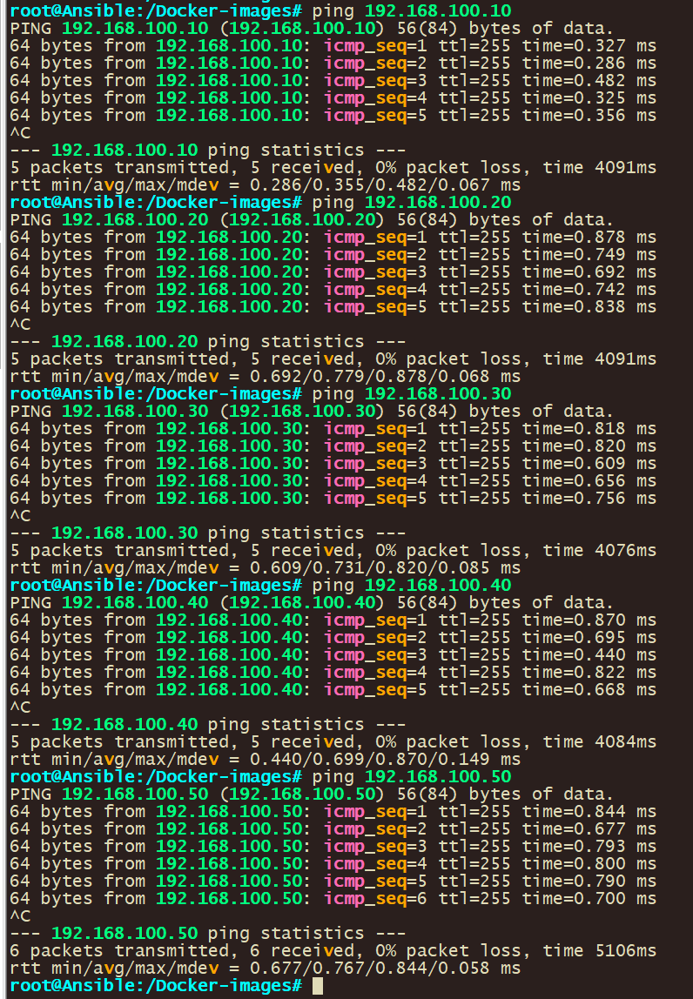 root@Ansible:/Docker-images# ping 192.168.100.10
PING 192.168.100.10 (192.168.100.10) 56(84) bytes of data.
64 bytes from 192.168.100.10: icmp_seq=1 ttl=255 time=0.327 ms
64 bytes from 192.168.100.10: icmp_seq=2 ttl=255 time=0.286 ms
64 bytes from 192.168.100.10: icmp_seq=3 ttl=255 time=0.482 ms
64 bytes from 192.168.100.10: icmp_seq=4 ttl=255 time=0.325 ms
64 bytes from 192.168.100.10: icmp_seq=5 ttl=255 time=0.356 ms
^C
--- 192.168.100.10 ping statistics ---
5 packets transmitted, 5 received, 0% packet loss, time 4091ms
rtt min/avg/max/mdev = 0.286/0.355/0.482/0.067 ms
root@Ansible:/Docker-images# ping 192.168.100.20
PING 192.168.100.20 (192.168.100.20) 56(84) bytes of data.
64 bytes from 192.168.100.20: icmp_seq=1 ttl=255 time=0.878 ms
64 bytes from 192.168.100.20: icmp_seq=2 ttl=255 time=0.749 ms
64 bytes from 192.168.100.20: icmp_seq=3 ttl=255 time=0.692 ms
64 bytes from 192.168.100.20: icmp_seq=4 ttl=255 time=0.742 ms
64 bytes from 192.168.100.20: icmp_seq=5 ttl=255 time=0.838 ms
^C
--- 192.168.100.20 ping statistics ---
5 packets transmitted, 5 received, 0% packet loss, time 4091ms
rtt min/avg/max/mdev = 0.692/0.779/0.878/0.068 ms
root@Ansible:/Docker-images# ping 192.168.100.30
PING 192.168.100.30 (192.168.100.30) 56(84) bytes of data.
64 bytes from 192.168.100.30: icmp_seq=1 ttl=255 time=0.818 ms
64 bytes from 192.168.100.30: icmp_seq=2 ttl=255 time=0.820 ms
64 bytes from 192.168.100.30: icmp_seq=3 ttl=255 time=0.609 ms
64 bytes from 192.168.100.30: icmp_seq=4 ttl=255 time=0.656 ms
64 bytes from 192.168.100.30: icmp_seq=5 ttl=255 time=0.756 ms
^C
--- 192.168.100.30 ping statistics ---
5 packets transmitted, 5 received, 0% packet loss, time 4076ms
rtt min/avg/max/mdev = 0.609/0.731/0.820/0.085 ms
root@Ansible:/Docker-images# ping 192.168.100.40
PING 192.168.100.40 (192.168.100.40) 56(84) bytes of data.
64 bytes from 192.168.100.40: icmp_seq=1 ttl=255 time=0.870 ms
64 bytes from 192.168.100.40: icmp_seq=2 ttl=255 time=0.695 ms
64 bytes from 192.168.100.40: icmp_seq=3 ttl=255 time=0.440 ms
64 bytes from 192.168.100.40: icmp_seq=4 ttl=255 time=0.822 ms
64 bytes from 192.168.100.40: icmp_seq=5 ttl=255 time=0.668 ms
^C
--- 192.168.100.40 ping statistics ---
5 packets transmitted, 5 received, 0% packet loss, time 4084ms
rtt min/avg/max/mdev = 0.440/0.699/0.870/0.149 ms
root@Ansible:/Docker-images# ping 192.168.100.50
PING 192.168.100.50 (192.168.100.50) 56(84) bytes of data.
64 bytes from 192.168.100.50: icmp_seq=1 ttl=255 time=0.844 ms
64 bytes from 192.168.100.50: icmp_seq=2 ttl=255 time=0.677 ms
64 bytes from 192.168.100.50: icmp_seq=3 ttl=255 time=0.793 ms
64 bytes from 192.168.100.50: icmp_seq=4 ttl=255 time=0.800 ms
64 bytes from 192.168.100.50: icmp_seq=5 ttl=255 time=0.790 ms
64 bytes from 192.168.100.50: icmp_seq=6 ttl=255 time=0.700 ms
^C
--- 192.168.100.50 ping statistics ---
6 packets transmitted, 6 received, 0% packet loss, time 5106ms
rtt min/avg/max/mdev = 0.677/0.767/0.844/0.058 ms
root@Ansible:/Docker-images#